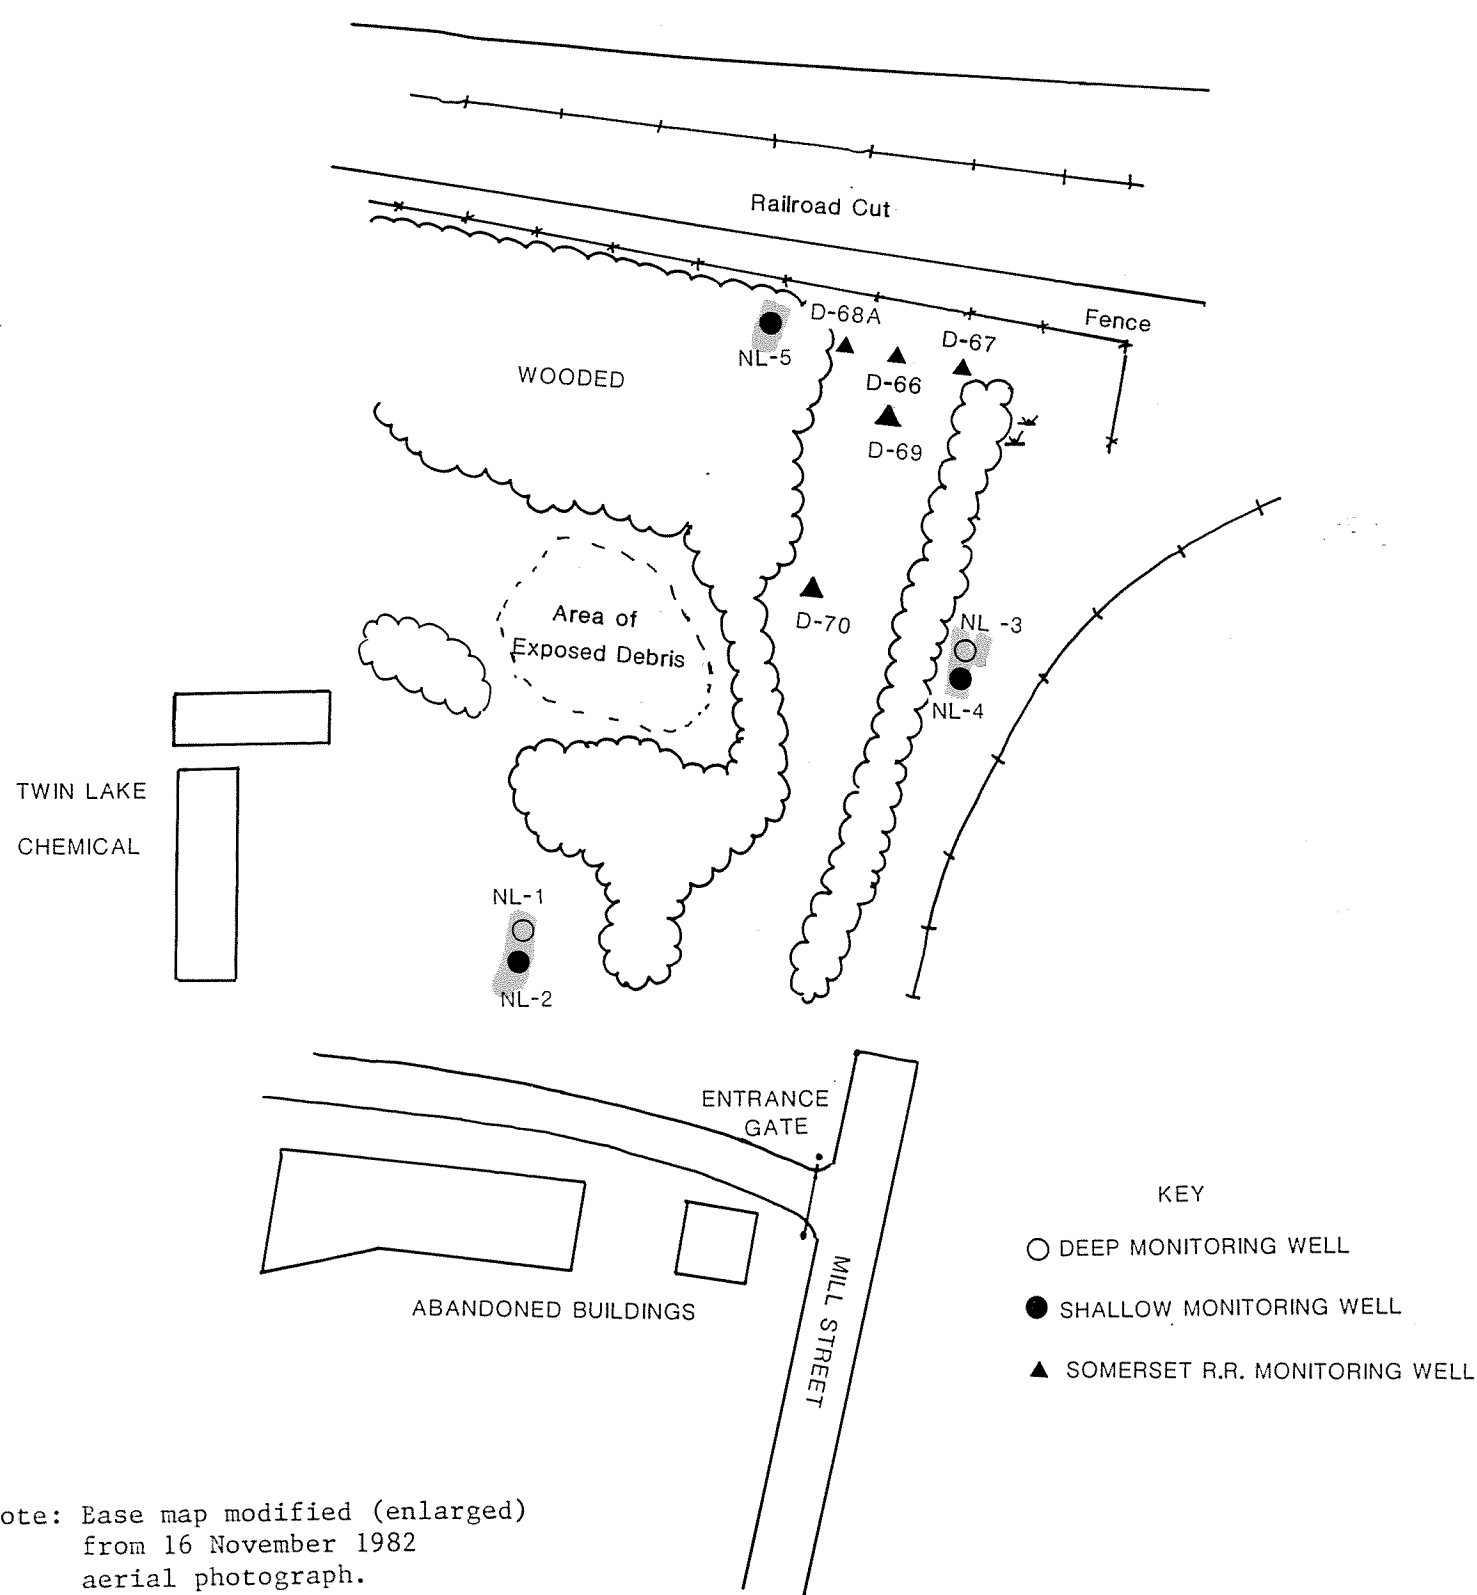 Railroad Cut
Fence
D-68A
D-67
NL-5
D-66
WOODED
D-69
Area of
Exposed Debris
D-70
NL -3
NL-4
TWIN LAKE
CHEMICAL
NL-1
NL-2
ENTRANCE
GATE
MILL STREET
ABANDONED BUILDINGS
KEY
DEEP MONITORING WELL
SHALLOW MONITORING WELL
SOMERSET R.R. MONITORING WELL
ote: Base map modified (enlarged)
from 16 November 1982
aerial photograph.